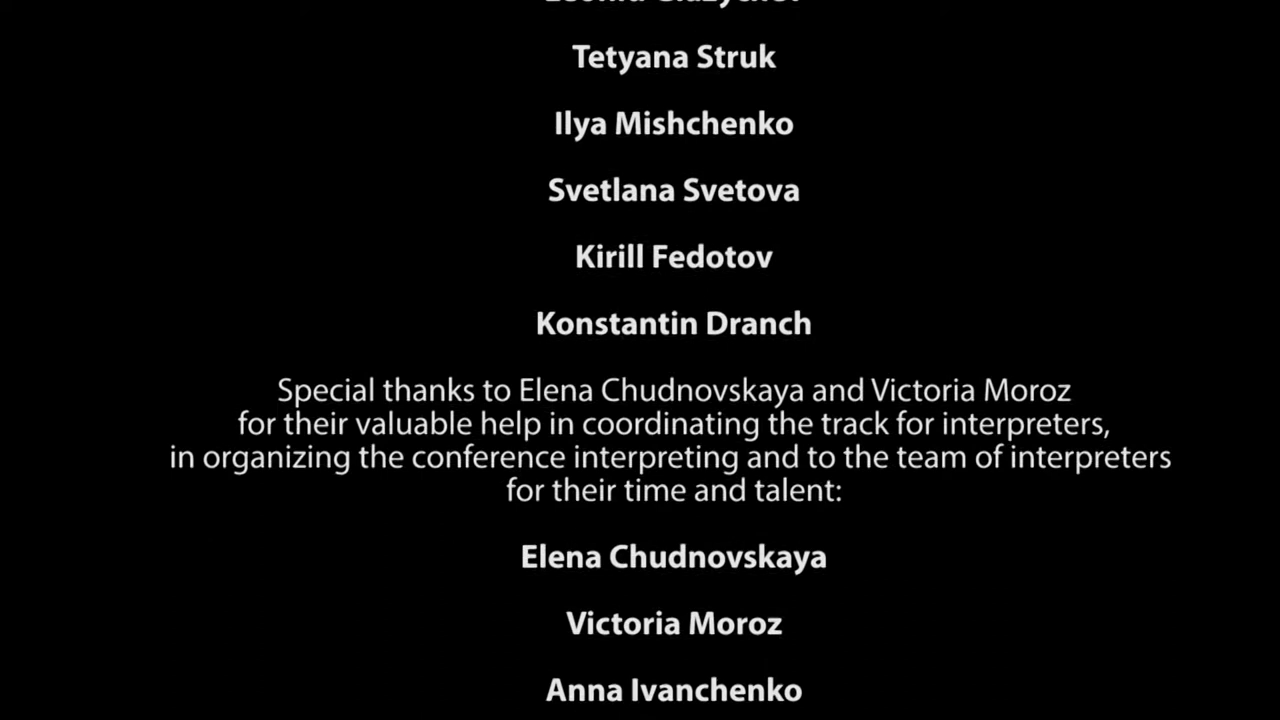 Tetyana Struk
Ilya Mishchenko
Svetlana Svetova
Kirill Fedotov
Konstantin Dranch
Special thanks to Elena Chudnovskaya and Victoria Moroz
for their valuable help in coordinating the track for interpreters,
in organizing the conference interpreting and to the team of interpreters
for their time and talent:
Elena Chudnovskaya
Victoria Moroz
Anna Ivanchenko